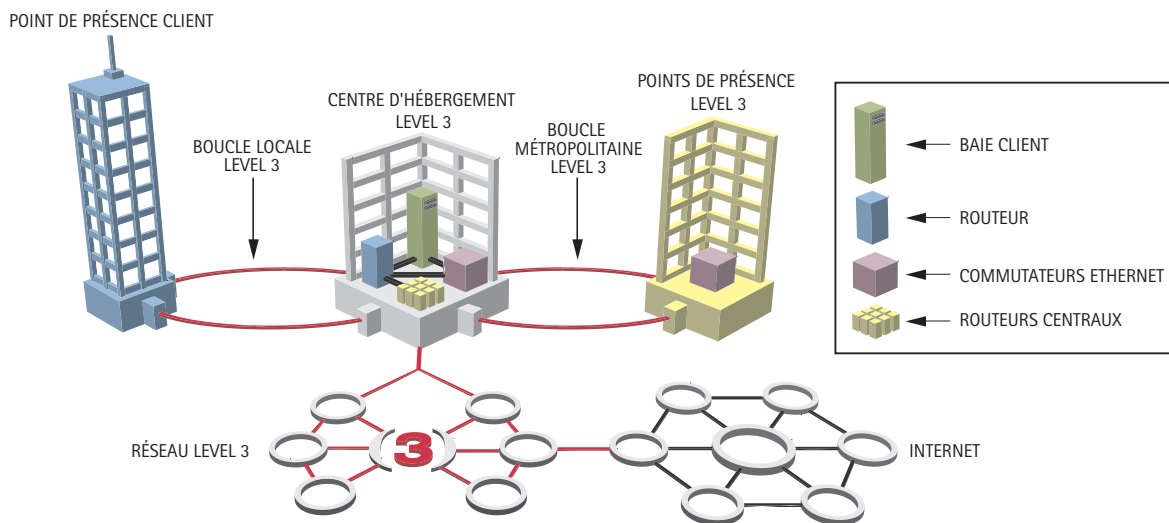 POINT DE PRÉSENCE CLIENT
CENTRE D'HÉBERGEMENT
LEVEL 3
POINTS DE PRÉSENCE
LEVEL 3
BOUCLE LOCALE
LEVEL 3
BOUCLE
MÉTROPOLITAINE
LEVEL 3
BAIE CLIENT
ROUTEUR
COMMUTATEURS ETHERNET
ROUTEURS CENTRAUX
RÉSEAU LEVEL 3
(3)
INTERNET